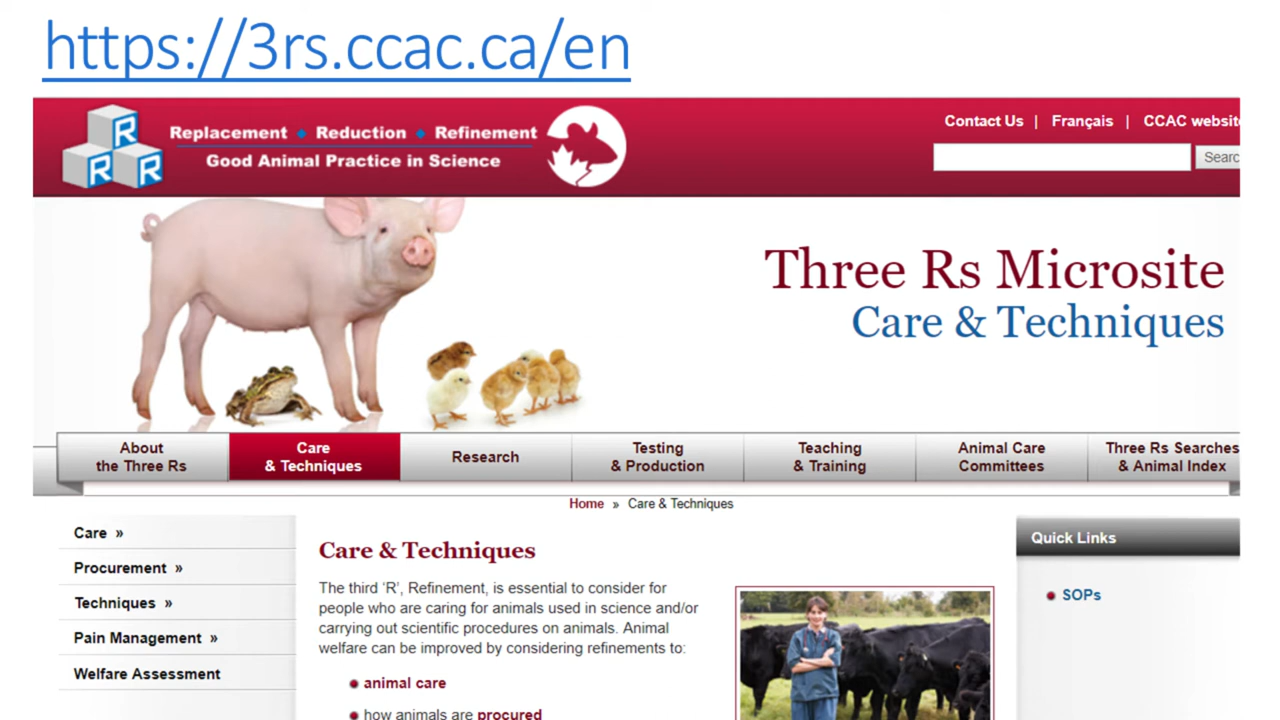 https://3rs.ccac.ca/en
R
R R
Replacement ♦ Reduction ♦ Refinement
Good Animal Practice in Science
Contact Us | Français | CCAC website
Searc
Three Rs Microsite
Care & Techniques
About
the Three Rs
Care
& Techniques
Research
Testing
& Production
Teaching
& Training
Animal Care
Committees
Three Rs Searches
& Animal Index
Home » Care & Techniques
Care »
Procurement »
Techniques »
Pain Management »
Welfare Assessment
Care & Techniques
The third ‘R’, Refinement, is essential to consider for
people who are caring for animals used in science and/or
carrying out scientific procedures on animals. Animal
welfare can be improved by considering refinements to:
animal care
how animals are procured
Quick Links
SOPs